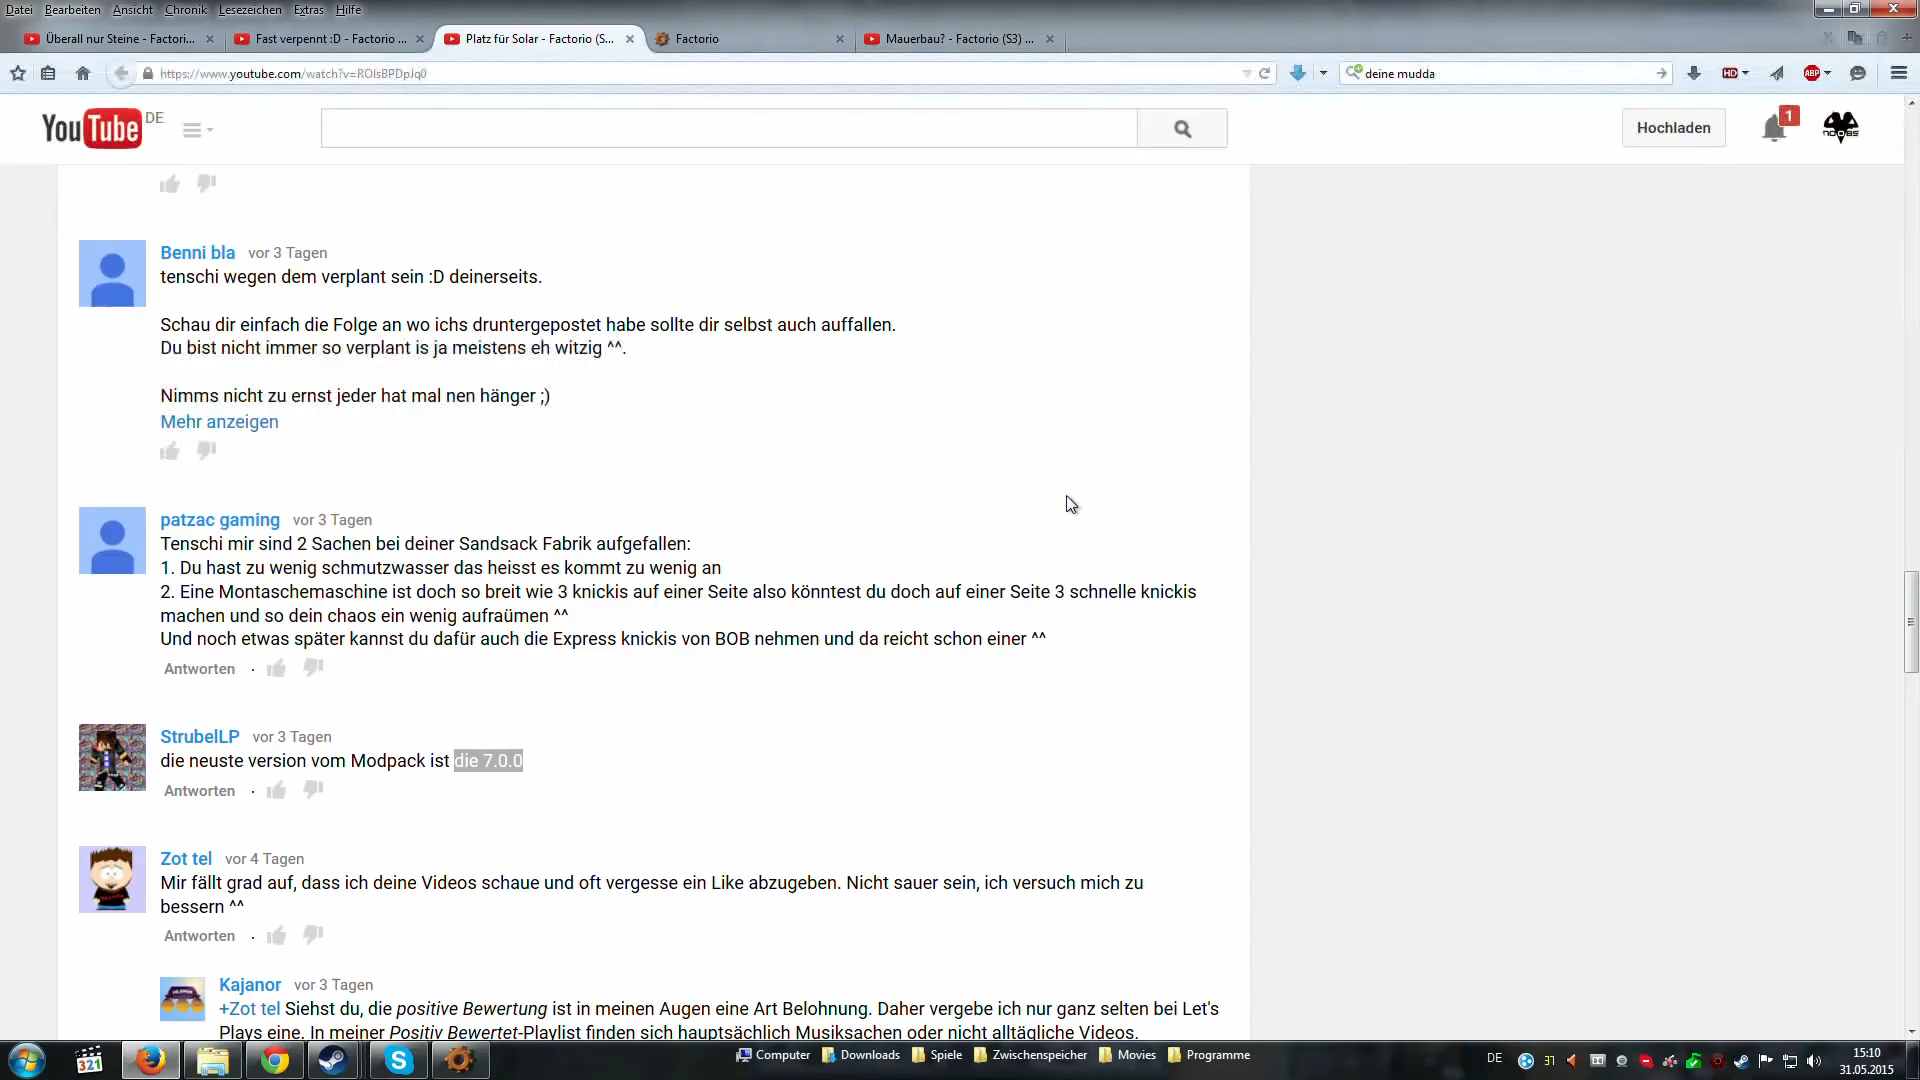 Datei Bearbeiten Ansicht Chronik Lesezeichen Extras Hilfe
Überall nur Steine - Factori...
Fast verpennt :D - Factorio ...
Platz für Solar - Factorio (S...
Factorio
Mauerbau? - Factorio (S3) ...
https://www.youtube.com/watch?v=ROIsBPDpJq0
deine mudda
HD
ABP
YouTube DE
Hochladen
1
Benni bla vor 3 Tagen
tenschi wegen dem verplant sein :D deinerseits.
Schau dir einfach die Folge an wo ichs druntergepostet habe sollte dir selbst auch auffallen.
Du bist nicht immer so verplant is ja meistens eh witzig ^^.
Nimms nicht zu ernst jeder hat mal nen hänger ;)
Mehr anzeigen
patzac gaming vor 3 Tagen
Tenschi mir sind 2 Sachen bei deiner Sandsack Fabrik aufgefallen:
1. Du hast zu wenig schmutzwasser das heisst es kommt zu wenig an
2. Eine Montaschemaschine ist doch so breit wie 3 knickis auf einer Seite also könntest du doch auf einer Seite 3 schnelle knickis
machen und so dein chaos ein wenig aufraümen ^^
Und noch etwas später kannst du dafür auch die Express knickis von BOB nehmen und da reicht schon einer ^^
Antworten ·
StrubelLP vor 3 Tagen
die neuste version vom Modpack ist die 7.0.0
Antworten ·
Zot tel vor 4 Tagen
Mir fällt grad auf, dass ich deine Videos schaue und oft vergesse ein Like abzugeben. Nicht sauer sein, ich versuch mich zu
bessern ^^
Antworten ·
Kajanor vor 3 Tagen
+Zot tel Siehst du, die positive Bewertung ist in meinen Augen eine Art Belohnung. Daher vergebe ich nur ganz selten bei Let's
Plays eine. In meiner Positiv Bewertet-Playlist finden sich hauptsächlich Musiksachen oder nicht alltägliche Videos.
321
Computer Downloads Spiele Zwischenspeicher Movies Programme
DE
15:10
31.05.2015